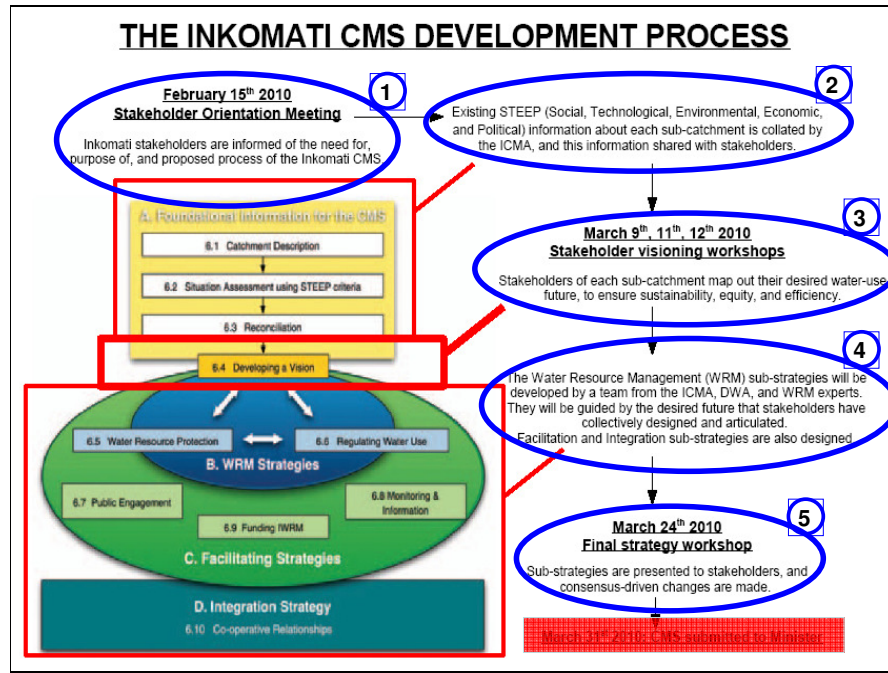 THE INKOMATI CMS DEVELOPMENT PROCESS
1
February 15th 2010
Stakeholder Orientation Meeting
Inkomati stakeholders are informed of the need for,
purpose of, and proposed process of the Inkomati CMS.
2
Existing STEEP (Social, Technological, Environmental, Economic,
and Political) information about each sub-catchment is collated by
the ICMA, and this information shared with stakeholders.
3
March 9th, 11th, 12th 2010
Stakeholder visioning workshops
Stakeholders of each sub-catchment map out their desired water-use
future, to ensure sustainability, equity, and efficiency.
4
The Water Resource Management (WRM) sub-strategies will be
developed by a team from the ICMA, DWA, and WRM experts.
They will be guided by the desired future that stakeholders have
collectively designed and articulated.
Facilitation and Integration sub-strategies are also designed
5
March 24th 2010
Final strategy workshop
Sub-strategies are presented to stakeholders, and
consensus-driven changes are made.
March 31st 2010: CMS submitted to Minister
A. Foundational Information for the CMS
6.1 Catchment Description
6.2 Situation Assessment using STEEP criteria
6.3 Reconciliation
6.4 Developing a Vision
6.5 Water Resource Protection
6.6 Regulating Water Use
B. WRM Strategies
6.7 Public Engagement
6.8 Monitoring &
Information
6.9 Funding IWRM
C. Facilitating Strategies
D. Integration Strategy
6.10 Co-operative Relationships